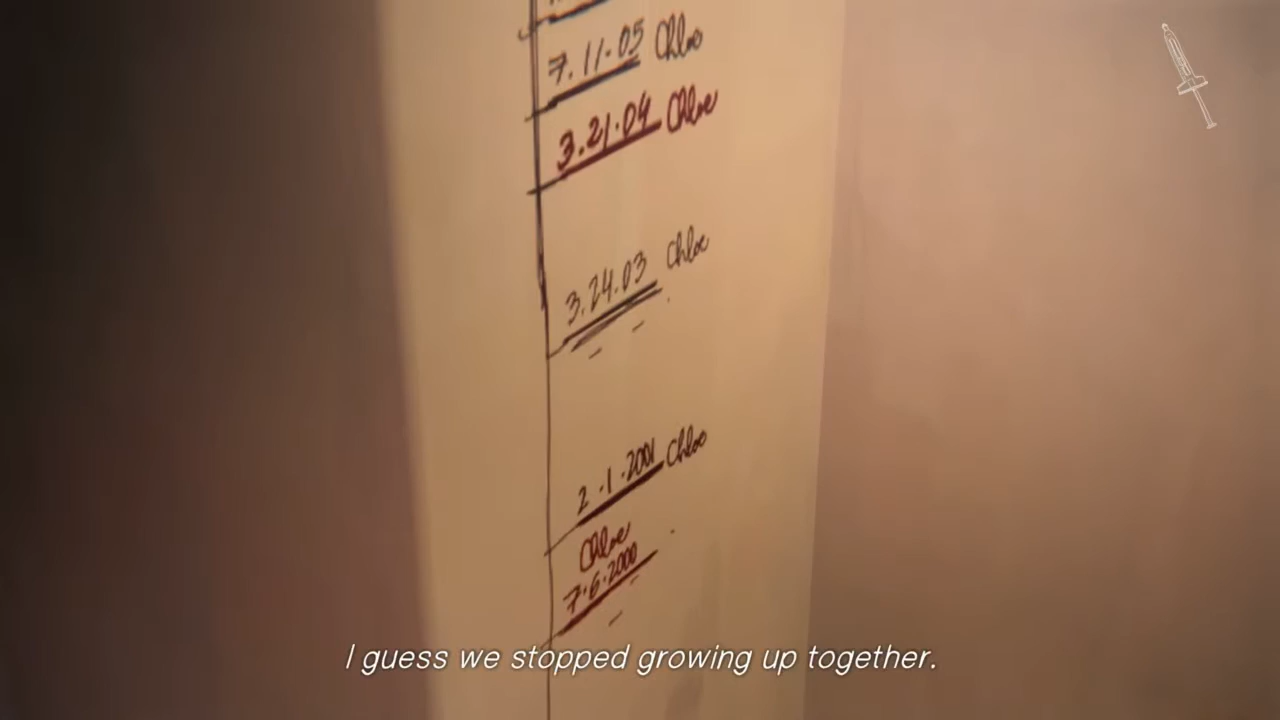 7.11.05 Chloe
3.21.04 Chloe
3.24.03 Chloe
2.1.2001 Chloe
Chloe
7.6.2000
I guess we stopped growing up together.